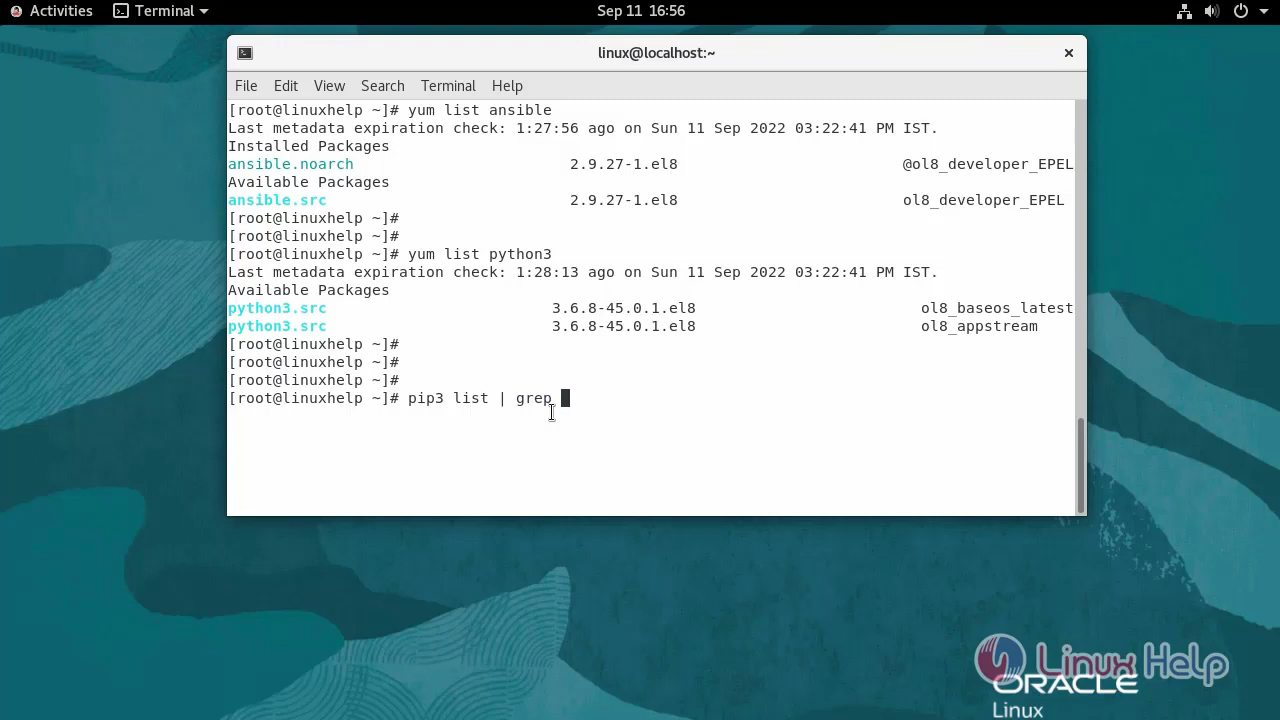 Activities Terminal Sep 11 16:56
linux@localhost:~
File Edit View Search Terminal Help
[root@linuxhelp ~]# yum list ansible
Last metadata expiration check: 1:27:56 ago on Sun 11 Sep 2022 03:22:41 PM IST.
Installed Packages
ansible.noarch 2.9.27-1.el8 @ol8_developer_EPEL
Available Packages
ansible.src 2.9.27-1.el8 ol8_developer_EPEL
[root@linuxhelp ~]#
[root@linuxhelp ~]#
[root@linuxhelp ~]# yum list python3
Last metadata expiration check: 1:28:13 ago on Sun 11 Sep 2022 03:22:41 PM IST.
Available Packages
python3.src 3.6.8-45.0.1.el8 ol8_baseos_latest
python3.src 3.6.8-45.0.1.el8 ol8_appstream
[root@linuxhelp ~]#
[root@linuxhelp ~]#
[root@linuxhelp ~]#
[root@linuxhelp ~]# pip3 list | grep
Linux Help
ORACLE
Linux